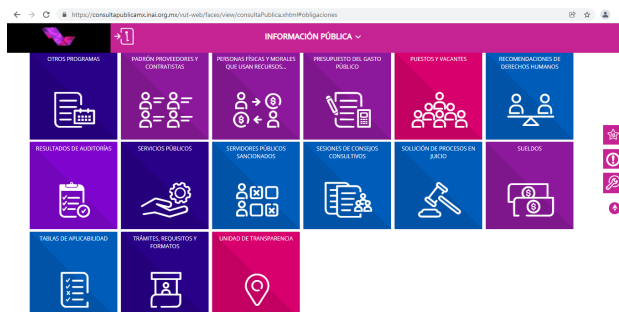 https://consultapublicamx.inai.org.mx/vut-web/faces/view/consultaPublica.xhtml#obligaciones
INFORMACIÓN PÚBLICA
OTROS PROGRAMAS
PADRÓN PROVEEDORES Y
CONTRATISTAS
PERSONAS FÍSICAS Y MORALES
QUE USAN RECURSOS...
PRESUPUESTO DEL GASTO
PÚBLICO
PUESTOS Y VACANTES
RECOMENDACIONES DE
DERECHOS HUMANOS
RESULTADOS DE AUDITORÍAS
SERVICIOS PÚBLICOS
SERVIDORES PÚBLICOS
SANCIONADOS
SESIONES DE CONSEJOS
CONSULTIVOS
SOLUCIÓN DE PROCESOS EN
JUICIO
SUELDOS
TABLAS DE APLICABILIDAD
TRÁMITES, REQUISITOS Y
FORMATOS
UNIDAD DE TRANSPARENCIA